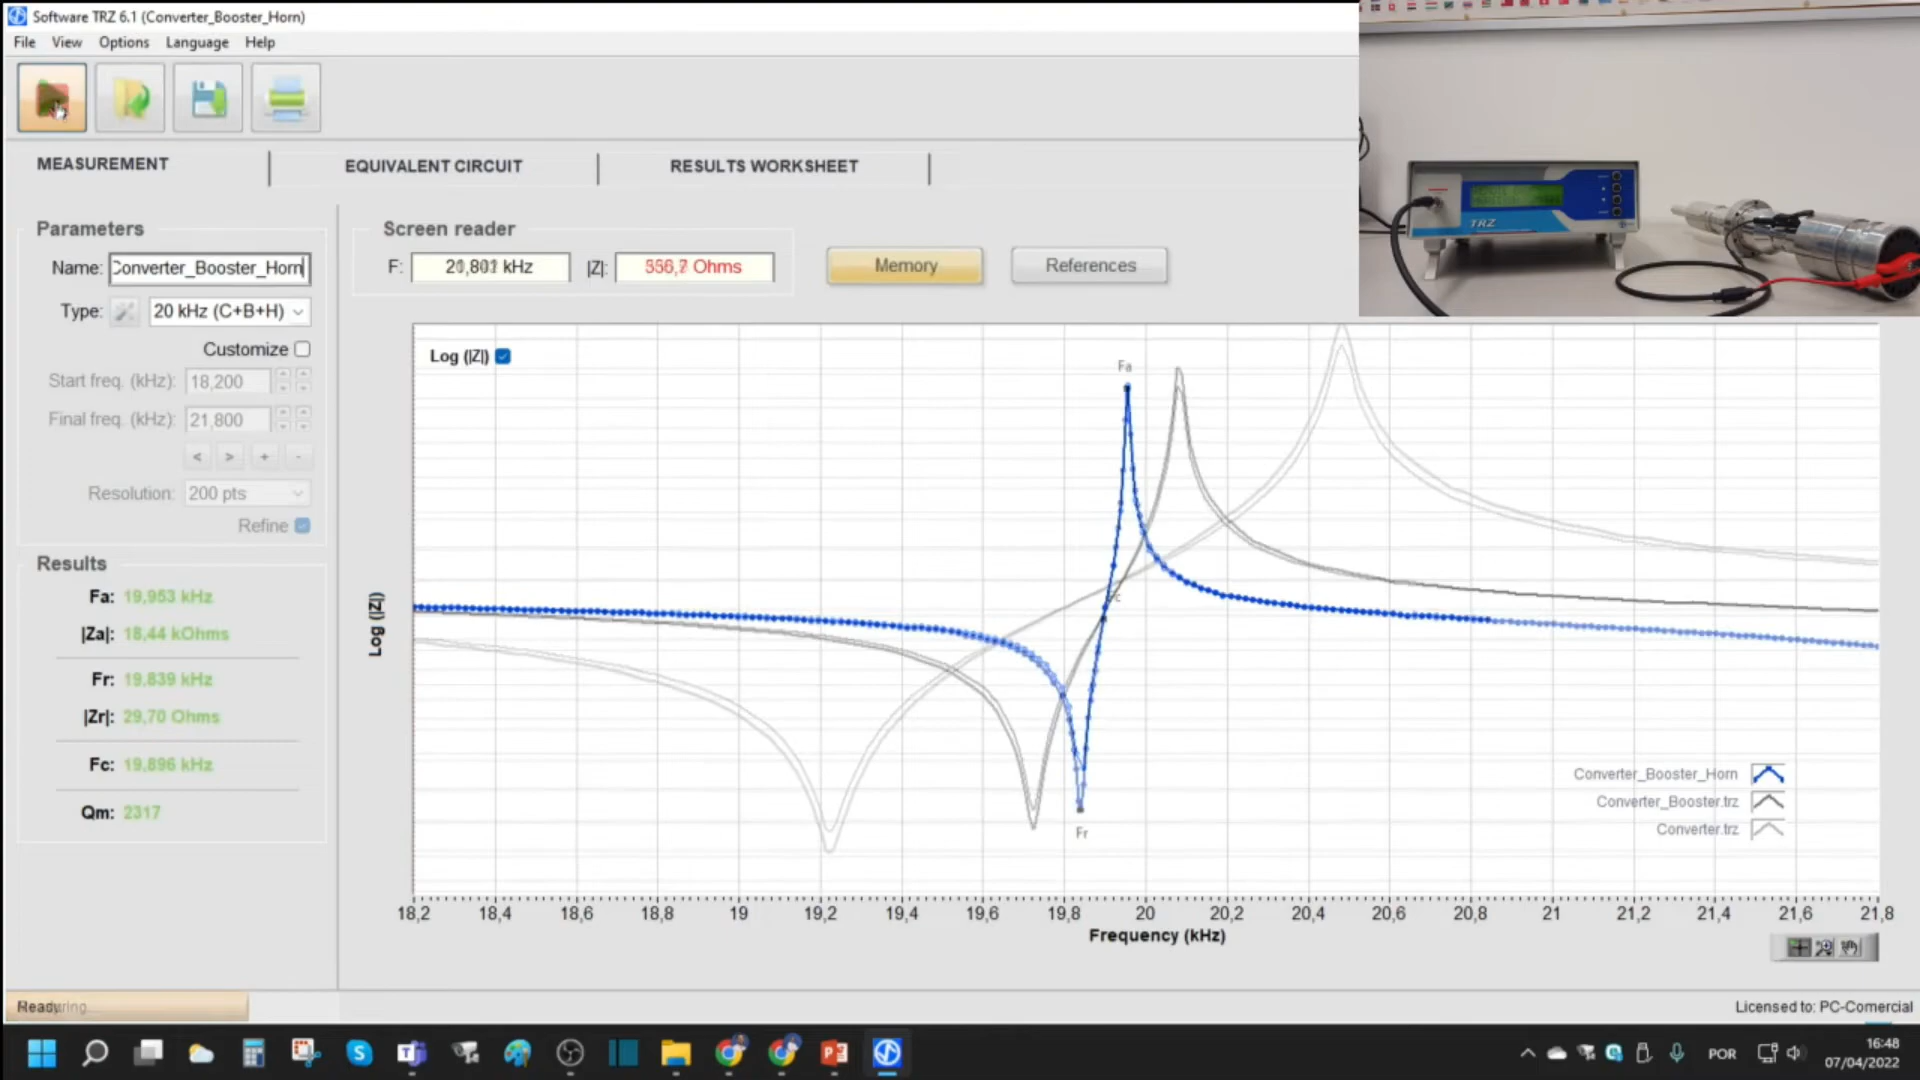 Software TRZ 6.1 (Converter_Booster_Horn)
File View Options Language Help
MEASUREMENT
EQUIVALENT CIRCUIT
RESULTS WORKSHEET
Parameters
Name: Converter_Booster_Horn
Type: 20 kHz (C+B+H)
Customize
Start freq. (kHz): 18,200
Final freq. (kHz): 21,800
< > + -
Resolution: 200 pts
Refine
Results
Fa: 19,953 kHz
|Za|: 18,44 kOhms
Fr: 19,839 kHz
|Zr|: 29,70 Ohms
Fc: 19,896 kHz
Qm: 2317
Screen reader
F: kHz
|Z|: Ohms
Memory
References
TRZ
Log (|Z|)
Fa
Fr
Log (|Z|)
Converter_Booster_Horn
Converter_Booster.trz
Converter.trz
18,2 18,4 18,6 18,8 19 19,2 19,4 19,6 19,8 20 20,2 20,4 20,6 20,8 21 21,2 21,4 21,6 21,8
Frequency (kHz)
Ready
Licensed to: PC-Comercial
POR
16:48
07/04/2022